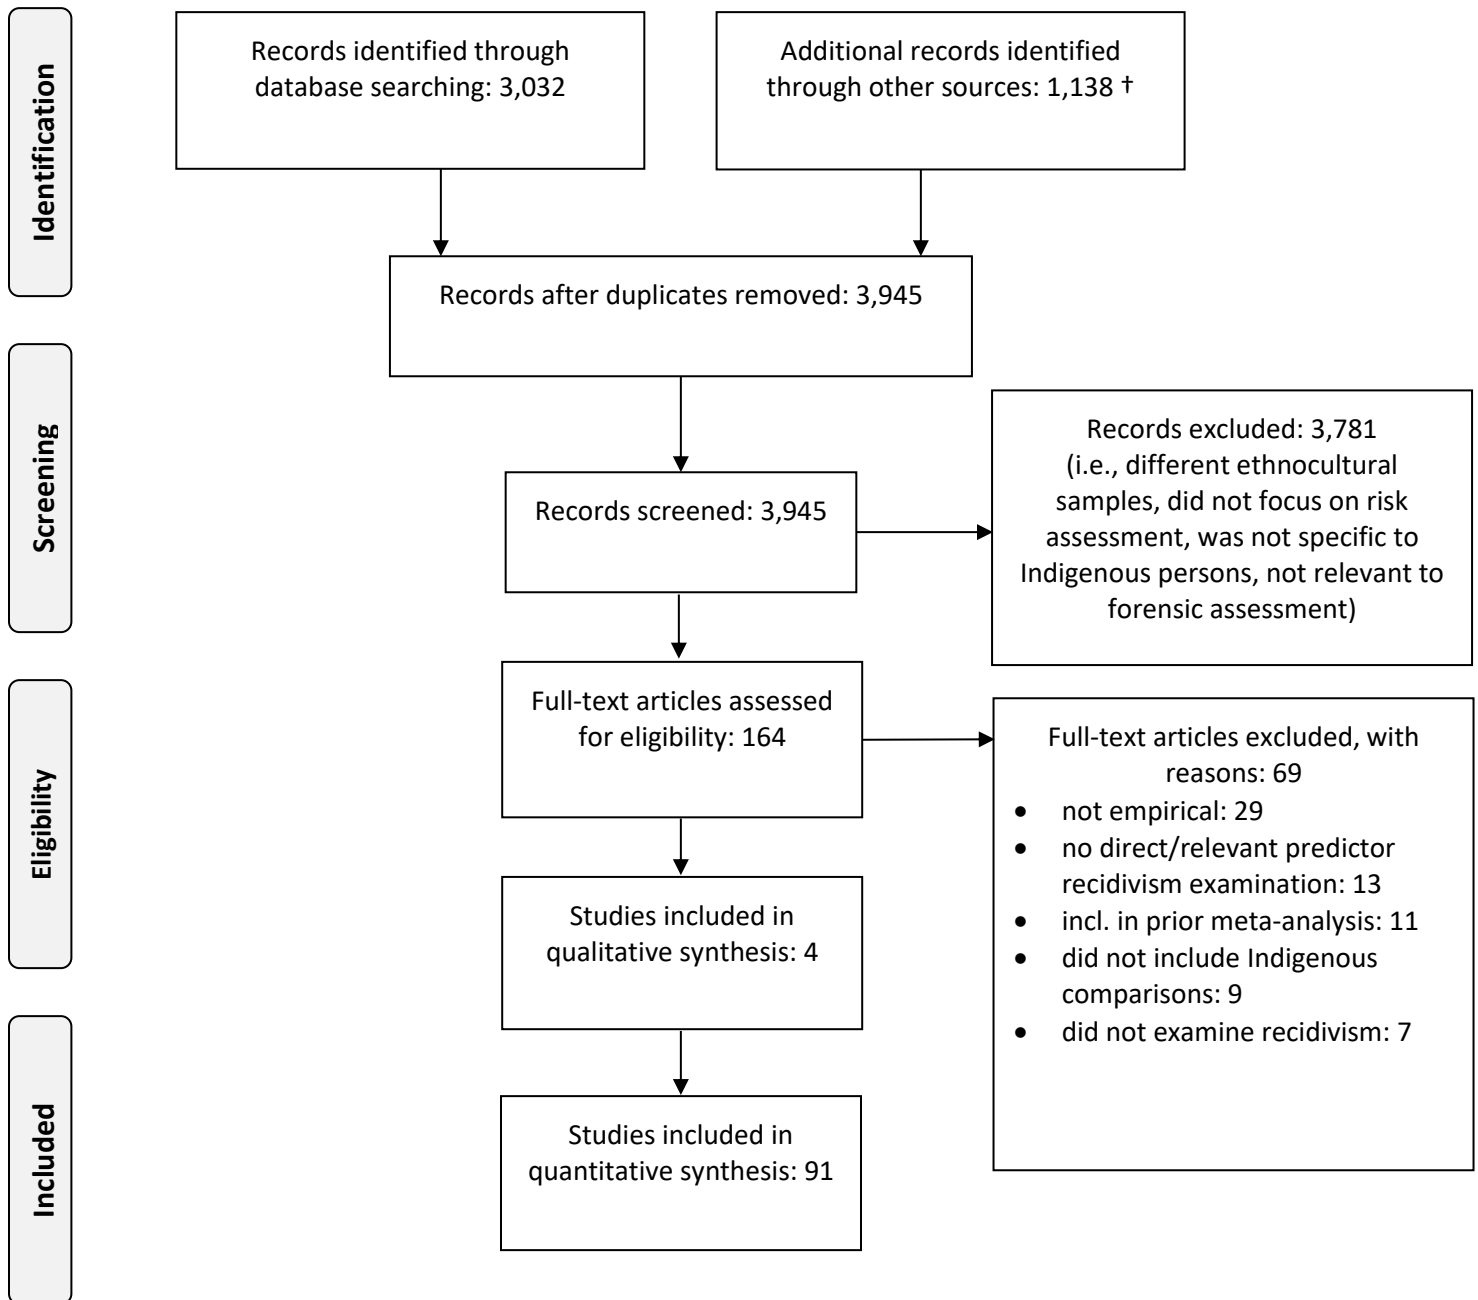 Identification
Records identified through
database searching: 3,032
Additional records identified
through other sources: 1,138 †
Records after duplicates removed: 3,945
Screening
Records screened: 3,945
Records excluded: 3,781
(i.e., different ethnocultural
samples, did not focus on risk
assessment, was not specific to
Indigenous persons, not relevant to
forensic assessment)
Eligibility
Full-text articles assessed
for eligibility: 164
Full-text articles excluded, with
reasons: 69
• not empirical: 29
• no direct/relevant predictor
recidivism examination: 13
• incl. in prior meta-analysis: 11
• did not include Indigenous
comparisons: 9
• did not examine recidivism: 7
Studies included in
qualitative synthesis: 4
Included
Studies included in
quantitative synthesis: 91